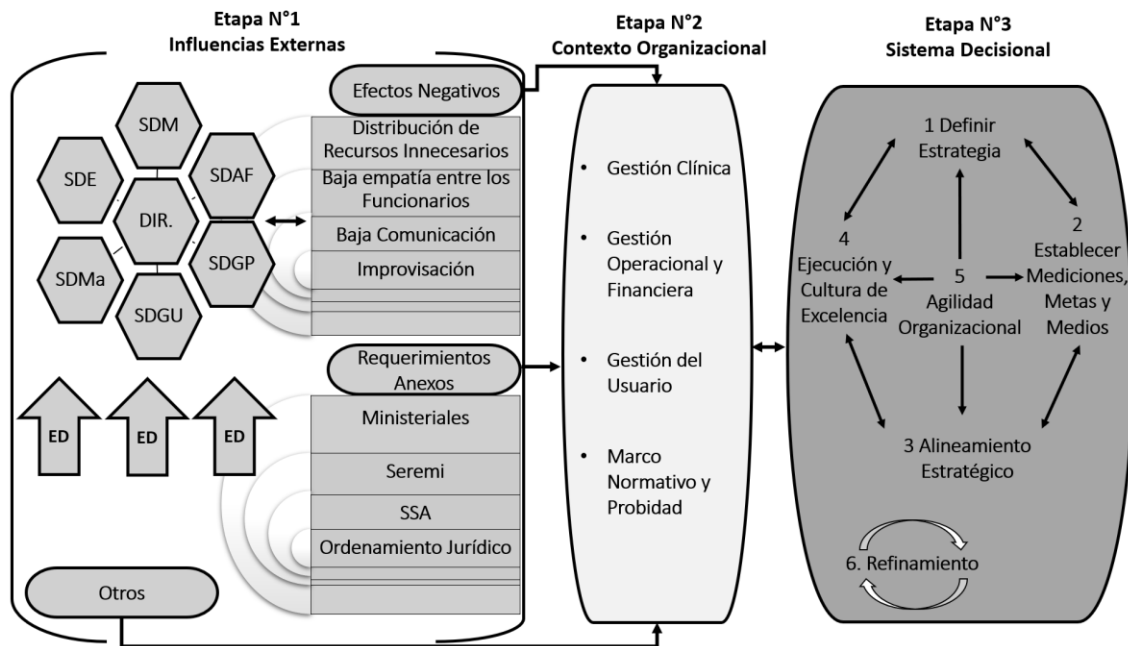 Etapa N°1
Influencias Externas
SDM
SDE
SDAF
DIR.
SDMa
SDGP
SDGU
ED
ED
ED
Efectos Negativos
Distribución de
Recursos Innecesarios
Baja empatía entre los
Funcionarios
Baja Comunicación
Improvisación
Requerimientos
Anexos
Ministeriales
Seremi
SSA
Ordenamiento Jurídico
Otros
Etapa N°2
Contexto Organizacional
• Gestión Clínica
• Gestión
Operacional y
Financiera
• Gestión del
Usuario
• Marco
Normativo y
Probidad
Etapa N°3
Sistema Decisional
1 Definir
Estrategia
2
Establecer
Mediciones,
Metas y
Medios
4
Ejecución y
Cultura de
Excelencia
5
Agilidad
Organizacional
3 Alineamiento
Estratégico
6. Refinamiento